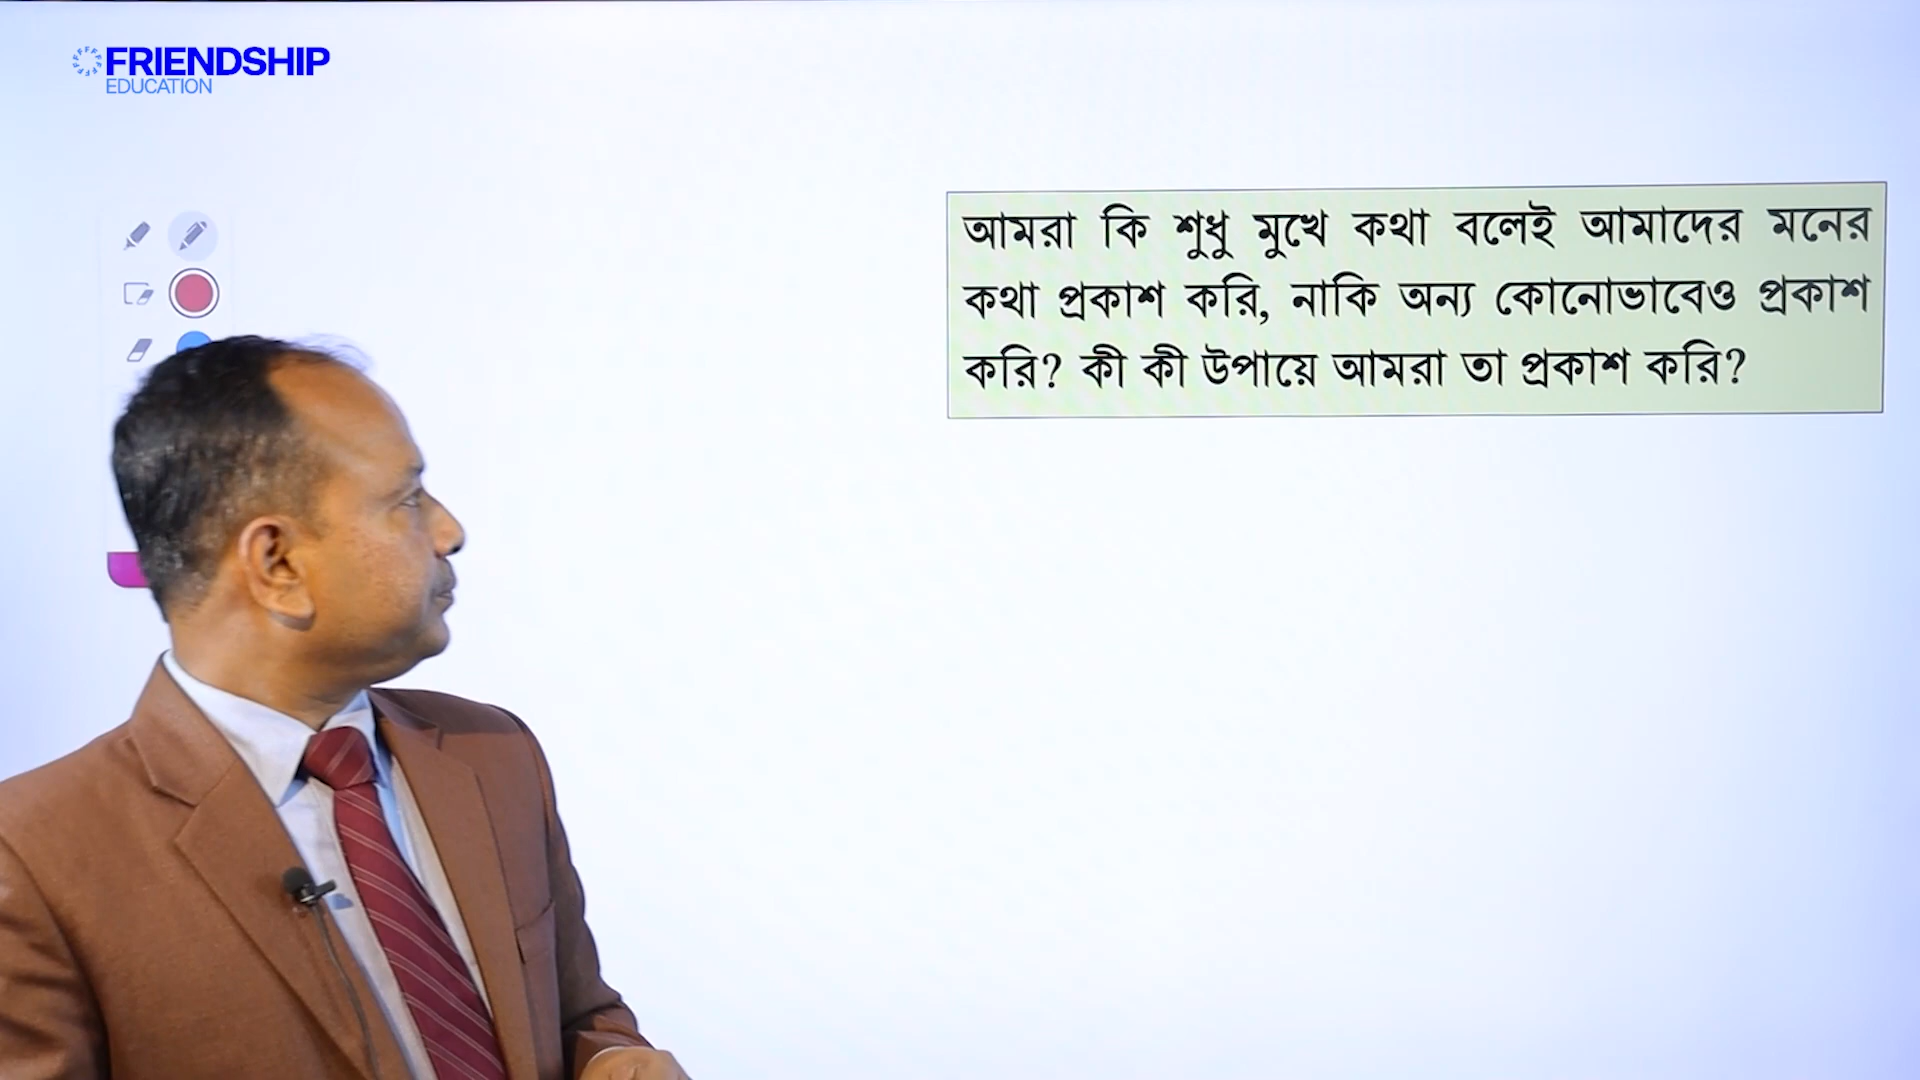 FRIENDSHIP
EDUCATION
আমরা কি শুধু মুখে কথা বলেই আমাদের মনের
কথা প্রকাশ করি, নাকি অন্য কোনোভাবেও প্রকাশ
করি? কী কী উপায়ে আমরা তা প্রকাশ করি?